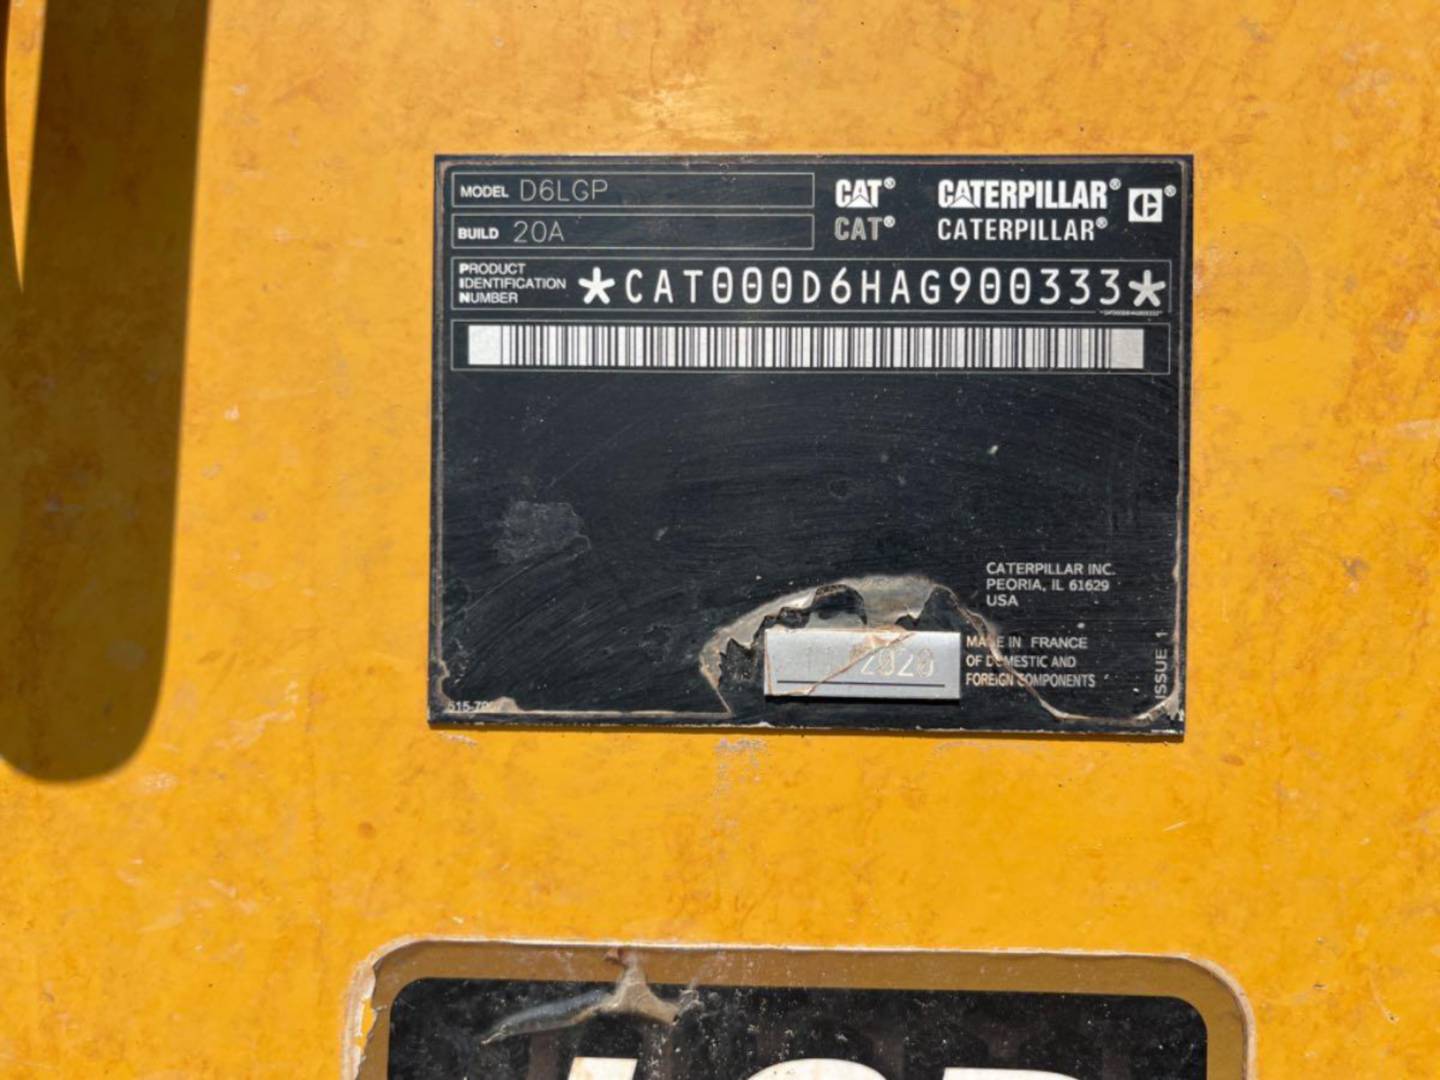 MODEL D6LGP
BUILD 20A
CAT® CATERPILLAR® ®
CAT® CATERPILLAR®
PRODUCT
IDENTIFICATION
NUMBER
*CAT000D6HAG900333*
CATERPILLAR INC.
PEORIA, IL 61629
USA
MADE IN FRANCE
OF DOMESTIC AND
FOREIGN COMPONENTS
2020
ISSUE 1